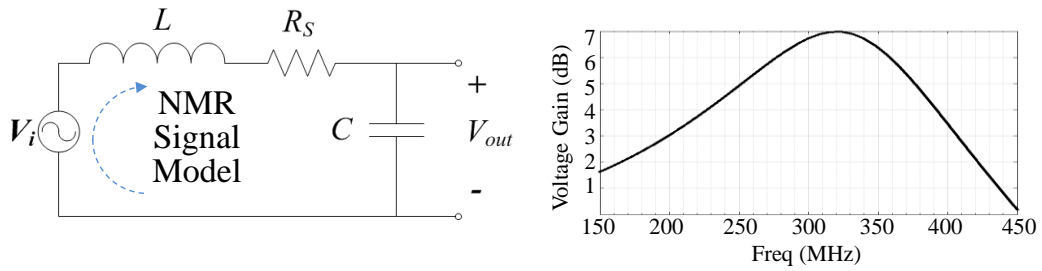 L
R_S
V_i
NMR
Signal
Model
C
+
V_out
-
Voltage Gain (dB)
7
6
5
4
3
2
1
150 200 250 300 350 400 450
Freq (MHz)